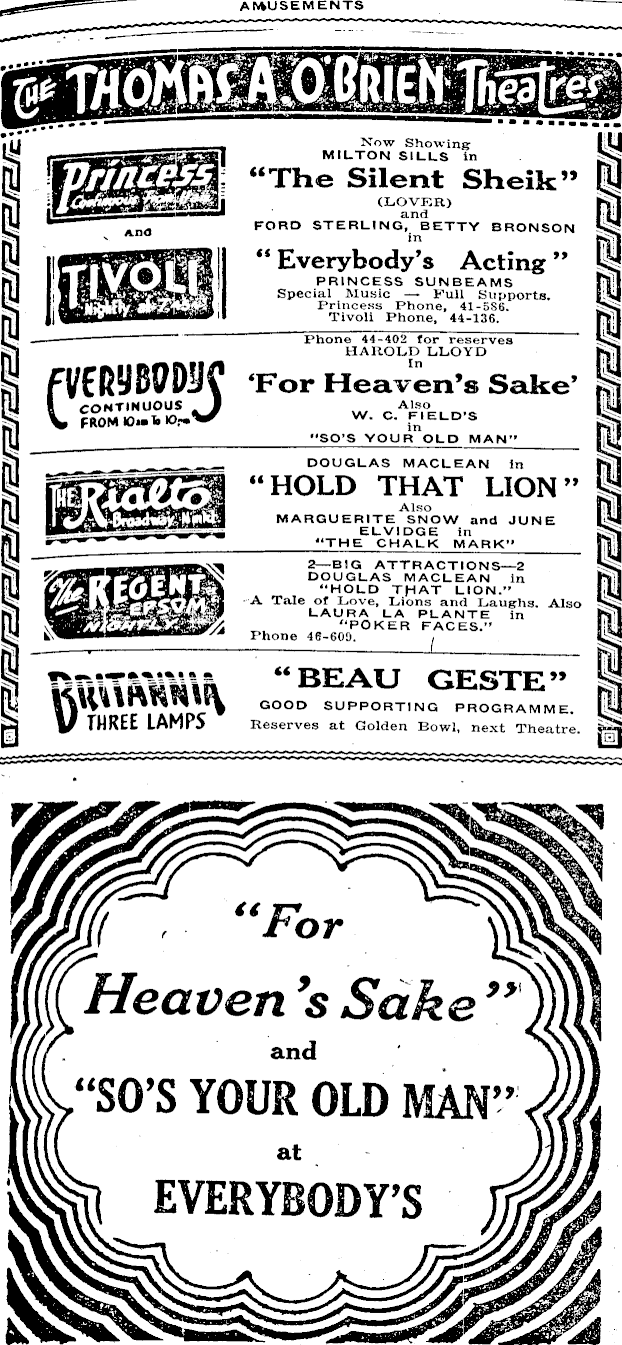 AMUSEMENTS
THE THOMAS A. O'BRIEN Theatres
Princess
and
TIVOLI
Now Showing
MILTON SILLS in
"The Silent Sheik"
(LOVER)
and
FORD STERLING, BETTY BRONSON
in
"Everybody's Acting"
PRINCESS SUNBEAMS
Special Music — Full Supports.
Princess Phone, 41-586.
Tivoli Phone, 44-136.
EVERYBODYS
CONTINUOUS
FROM 10am To 10pm
Phone 44-402 for reserves
HAROLD LLOYD
In
'For Heaven's Sake'
Also
W. C. FIELD'S
in
"SO'S YOUR OLD MAN"
THE Rialto
Broadway, N.Mkt.
DOUGLAS MACLEAN in
"HOLD THAT LION"
Also
MARGUERITE SNOW and JUNE
ELVIDGE in
"THE CHALK MARK"
The REGENT
EPSOM
NIGHTLY
2—BIG ATTRACTIONS—2
DOUGLAS MACLEAN in
"HOLD THAT LION."
A Tale of Love, Lions and Laughs. Also
LAURA LA PLANTE in
"POKER FACES."
Phone 46-609.
BRITANNIA
THREE LAMPS
"BEAU GESTE"
GOOD SUPPORTING PROGRAMME.
Reserves at Golden Bowl, next Theatre.
"For
Heaven's Sake"
and
"SO'S YOUR OLD MAN"
at
EVERYBODY'S